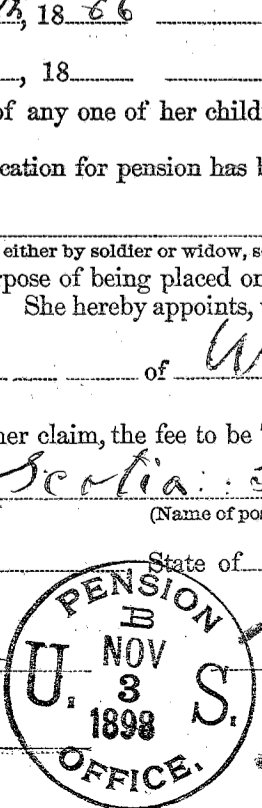 , 18 66
, 18
of any one of her child
cation for pension has b
either by soldier or widow, s
rpose of being placed on
She hereby appoints,
of
her claim, the fee to be
Scotia
(Name of pos
State of
PENSION
B
NOV
U. 3 S.
1898
OFFICE.